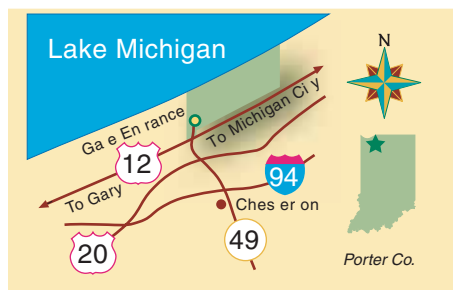 Lake Michigan
N
Ga e En rance
To Michigan Ci y
12
To Gary
94
Ches er on
20
49
Porter Co.